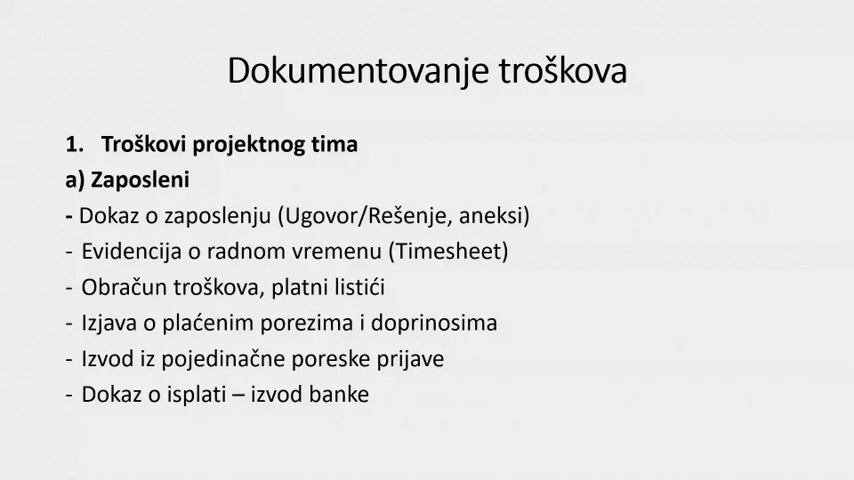 Dokumentovanje troškova
1. Troškovi projektnog tima
a) Zaposleni
- Dokaz o zaposlenju (Ugovor/Rešenje, aneksi)
- Evidencija o radnom vremenu (Timesheet)
- Obračun troškova, platni listići
- Izjava o plaćenim porezima i doprinosima
- Izvod iz pojedinačne poreske prijave
- Dokaz o isplati – izvod banke